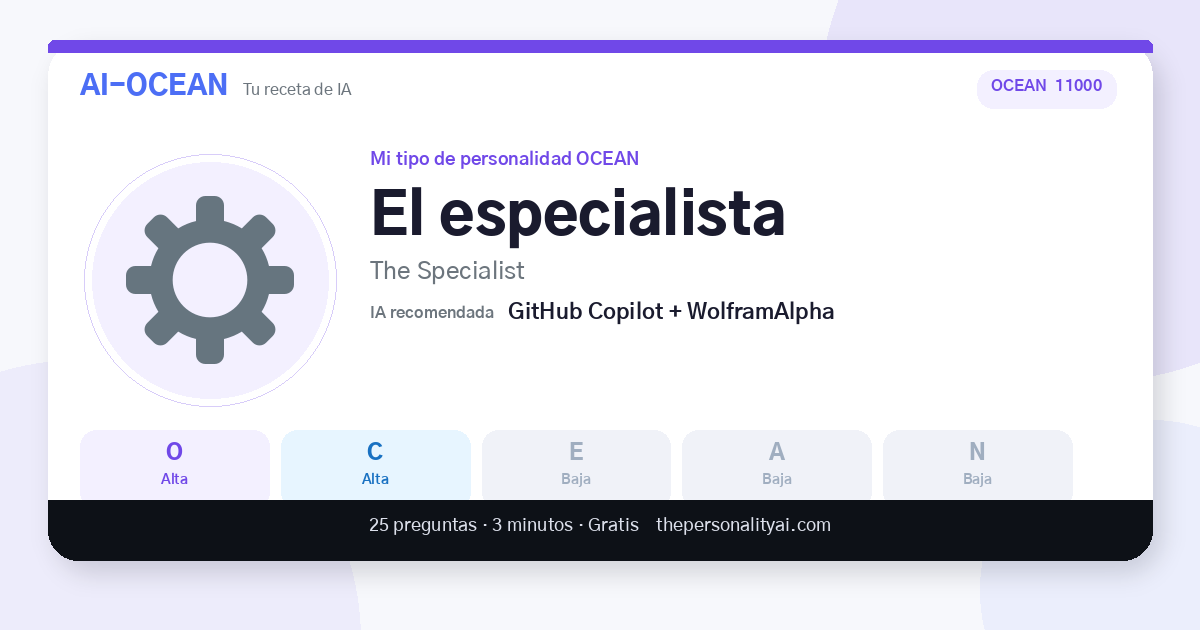 AI-OCEAN Tu receta de IA
OCEAN 11000
Mi tipo de personalidad OCEAN
El especialista
The Specialist
IA recomendada GitHub Copilot + WolframAlpha
O C E A N
Alta Alta Baja Baja Baja
25 preguntas · 3 minutos · Gratis thepersonalityai.com